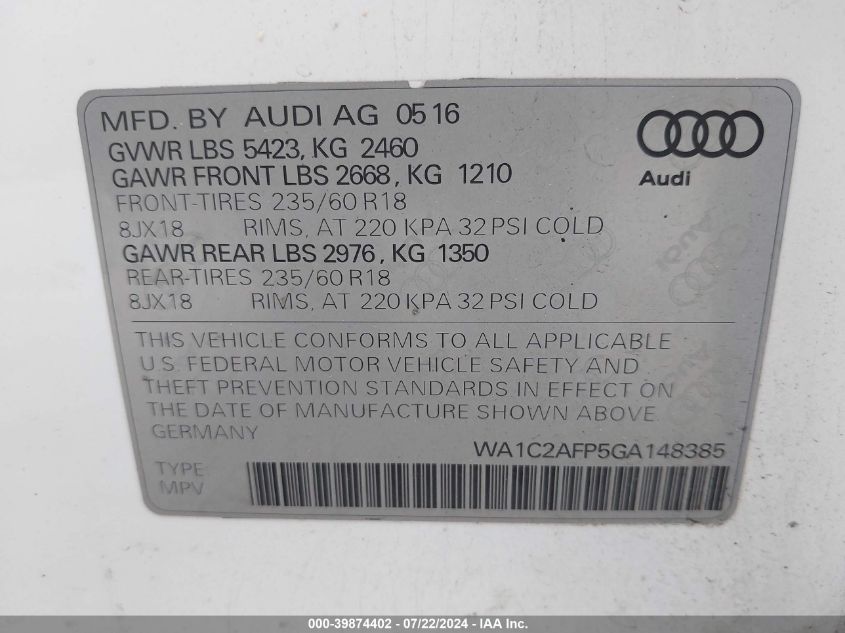 MFD. BY AUDI AG 0516
Audi
GVWR LBS 5423, KG 2460
GAWR FRONT LBS 2668, KG 1210
FRONT-TIRES 235/60 R18
8JX18 RIMS, AT 220 KPA 32 PSI COLD
GAWR REAR LBS 2976, KG 1350
REAR-TIRES 235/60 R18
8JX18 RIMS, AT 220 KPA 32 PSI COLD
Audi
Audi
THIS VEHICLE CONFORMS TO ALL APPLICABLE
U.S. FEDERAL MOTOR VEHICLE SAFETY AND
THEFT PREVENTION STANDARDS IN EFFECT ON
THE DATE OF MANUFACTURE SHOWN ABOVE
GERMANY
WA1C2AFP5GA148385
TYPE
MPV
000-39874402 - 07/22/2024 - IAA Inc.